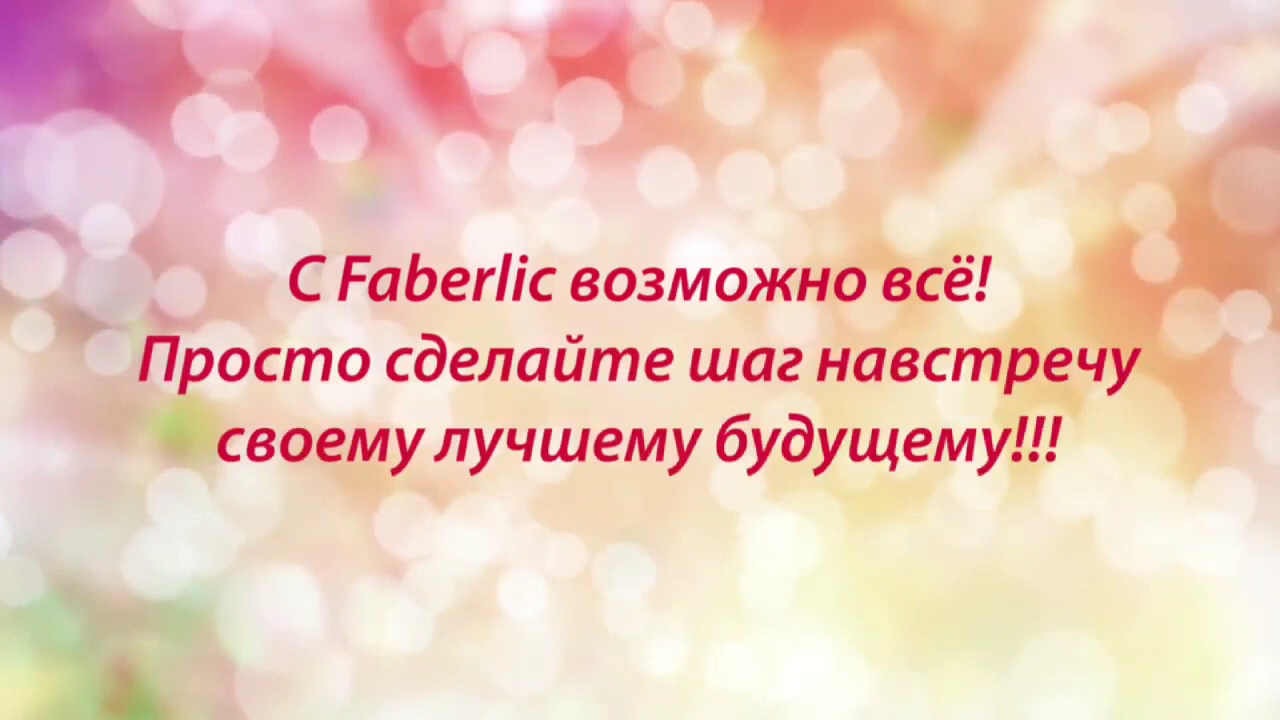 С Faberlic возможно всё!
Просто сделайте шаг навстречу
своему лучшему будущему!!!